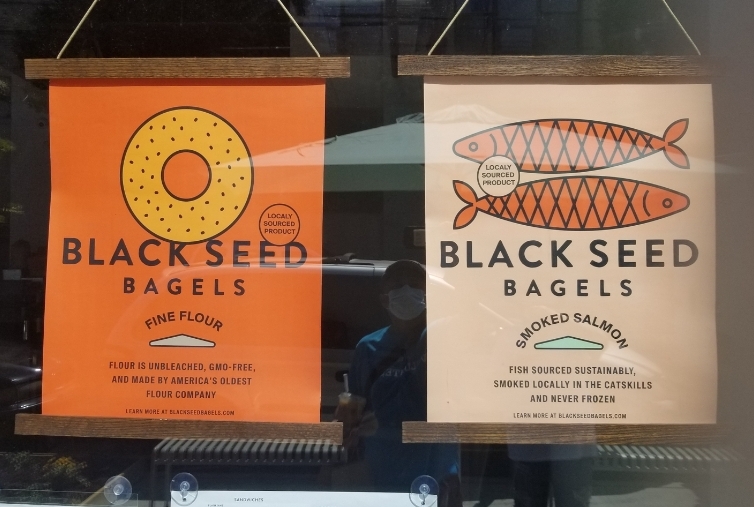 LOCALY
SOURCED
PRODUCT
BLACK SEED
BAGELS
FINE FLOUR
FLOUR IS UNBLEACHED, GMO-FREE,
AND MADE BY AMERICA'S OLDEST
FLOUR COMPANY
LEARN MORE AT BLACKSEEDBAGELS.COM
LOCALY
SOURCED
PRODUCT
BLACK SEED
BAGELS
SMOKED SALMON
FISH SOURCED SUSTAINABLY,
SMOKED LOCALLY IN THE CATSKILLS
AND NEVER FROZEN
LEARN MORE AT BLACKSEEDBAGELS.COM
SANDWICHES